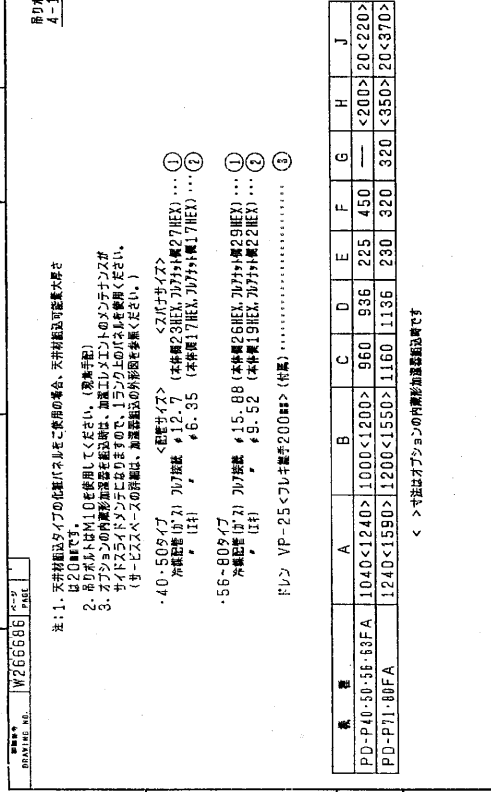 図面番号 DRAWING NO. W266686 ページ PAGE
吊りボ
4-1
注:1. 天井材組込タイプの化粧パネルをご使用の場合、天井材組込可能最大厚さ
は20mmです。
2. 吊りボルトはM10を使用してください。(現地手配)
3. オプションの内蔵形加湿器を組込時は、加湿エレメントのメンテナンスが
サイドスライドメンテになりますので、1ランク上のパネルを使用ください。
(サービススペースの詳細は、加湿器組込の外形図を参照ください。)
・40・50タイプ <配管サイズ> <スパナサイズ>
冷媒配管(ガス) フレア接続 φ12.7 (本体側23HEX,フレアナット側27HEX)・・・①
〃 (エキ) 〃 φ6.35 (本体側17HEX,フレアナット側17HEX)・・・②
・56~80タイプ
冷媒配管(ガス) フレア接続 φ15.88(本体側26HEX,フレアナット側29HEX)・・・①
〃 (エキ) 〃 φ9.52 (本体側19HEX,フレアナット側22HEX)・・・②
ドレン VP-25<フレキ継手200mm>(付属)・・・・・・・・・・・・・・・・・・・・・・・・③
機 種 A B C D E F G H J
PD-P40·50·56·63FA 1040<1240> 1000<1200> 960 936 225 450 — <200> 20<220>
PD-P71·80FA 1240<1590> 1200<1550> 1160 1136 230 320 320 <350> 20<370>
< >寸法はオプションの内蔵形加湿器組込時です